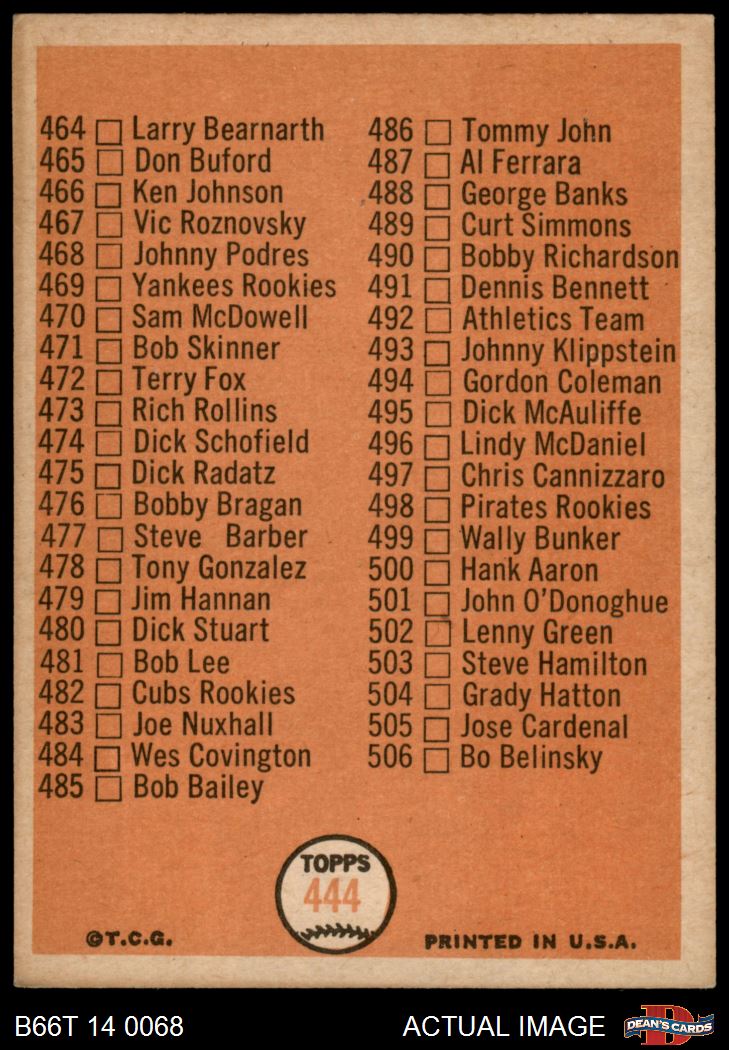 464 Larry Bearnarth
465 Don Buford
466 Ken Johnson
467 Vic Roznovsky
468 Johnny Podres
469 Yankees Rookies
470 Sam McDowell
471 Bob Skinner
472 Terry Fox
473 Rich Rollins
474 Dick Schofield
475 Dick Radatz
476 Bobby Bragan
477 Steve Barber
478 Tony Gonzalez
479 Jim Hannan
480 Dick Stuart
481 Bob Lee
482 Cubs Rookies
483 Joe Nuxhall
484 Wes Covington
485 Bob Bailey
486 Tommy John
487 Al Ferrara
488 George Banks
489 Curt Simmons
490 Bobby Richardson
491 Dennis Bennett
492 Athletics Team
493 Johnny Klippstein
494 Gordon Coleman
495 Dick McAuliffe
496 Lindy McDaniel
497 Chris Cannizzaro
498 Pirates Rookies
499 Wally Bunker
500 Hank Aaron
501 John O'Donoghue
502 Lenny Green
503 Steve Hamilton
504 Grady Hatton
505 Jose Cardenal
506 Bo Belinsky
TOPPS
444
©T.C.G.
PRINTED IN U.S.A.
B66T 14 0068
ACTUAL IMAGE
D
DEAN'S CARDS